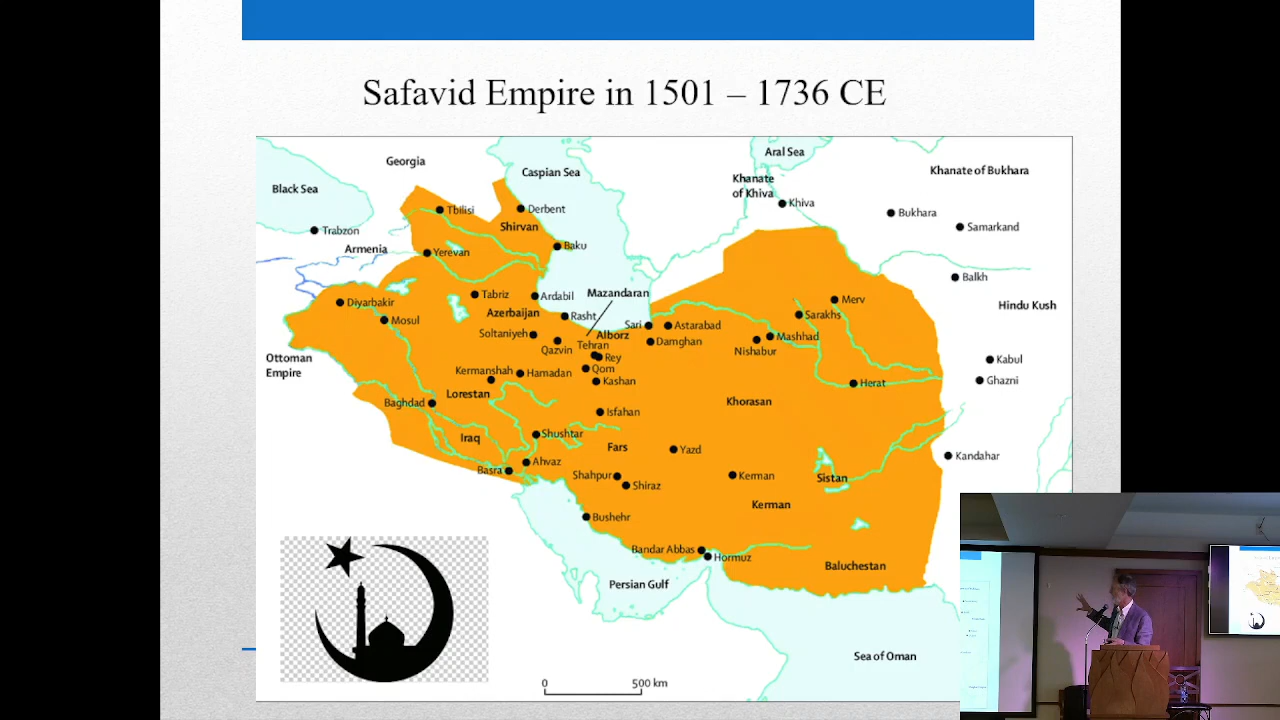 Safavid Empire in 1501 – 1736 CE
Georgia
Caspian Sea
Aral Sea
Khanate of Bukhara
Black Sea
Khanate
of Khiva
Khiva
Tbilisi
Derbent
Bukhara
Trabzon
Shirvan
Samarkand
Armenia
Yerevan
Baku
Balkh
Tabriz
Ardabil
Mazandaran
Merv
Hindu Kush
Diyarbakir
Azerbaijan
Rasht
Sarakhs
Mosul
Soltaniyeh
Alborz
Sari
Astarabad
Mashhad
Qazvin
Tehran
Damghan
Nishabur
Ottoman
Empire
Rey
Kabul
Kermanshah
Hamadan
Qom
Ghazni
Kashan
Herat
Lorestan
Baghdad
Khorasan
Isfahan
Iraq
Shushtar
Fars
Yazd
Kandahar
Basra
Ahvaz
Shahpur
Kerman
Sistan
Shiraz
Kerman
Bushehr
Bandar Abbas
Hormuz
Baluchestan
Persian Gulf
Sea of Oman
0
500 km